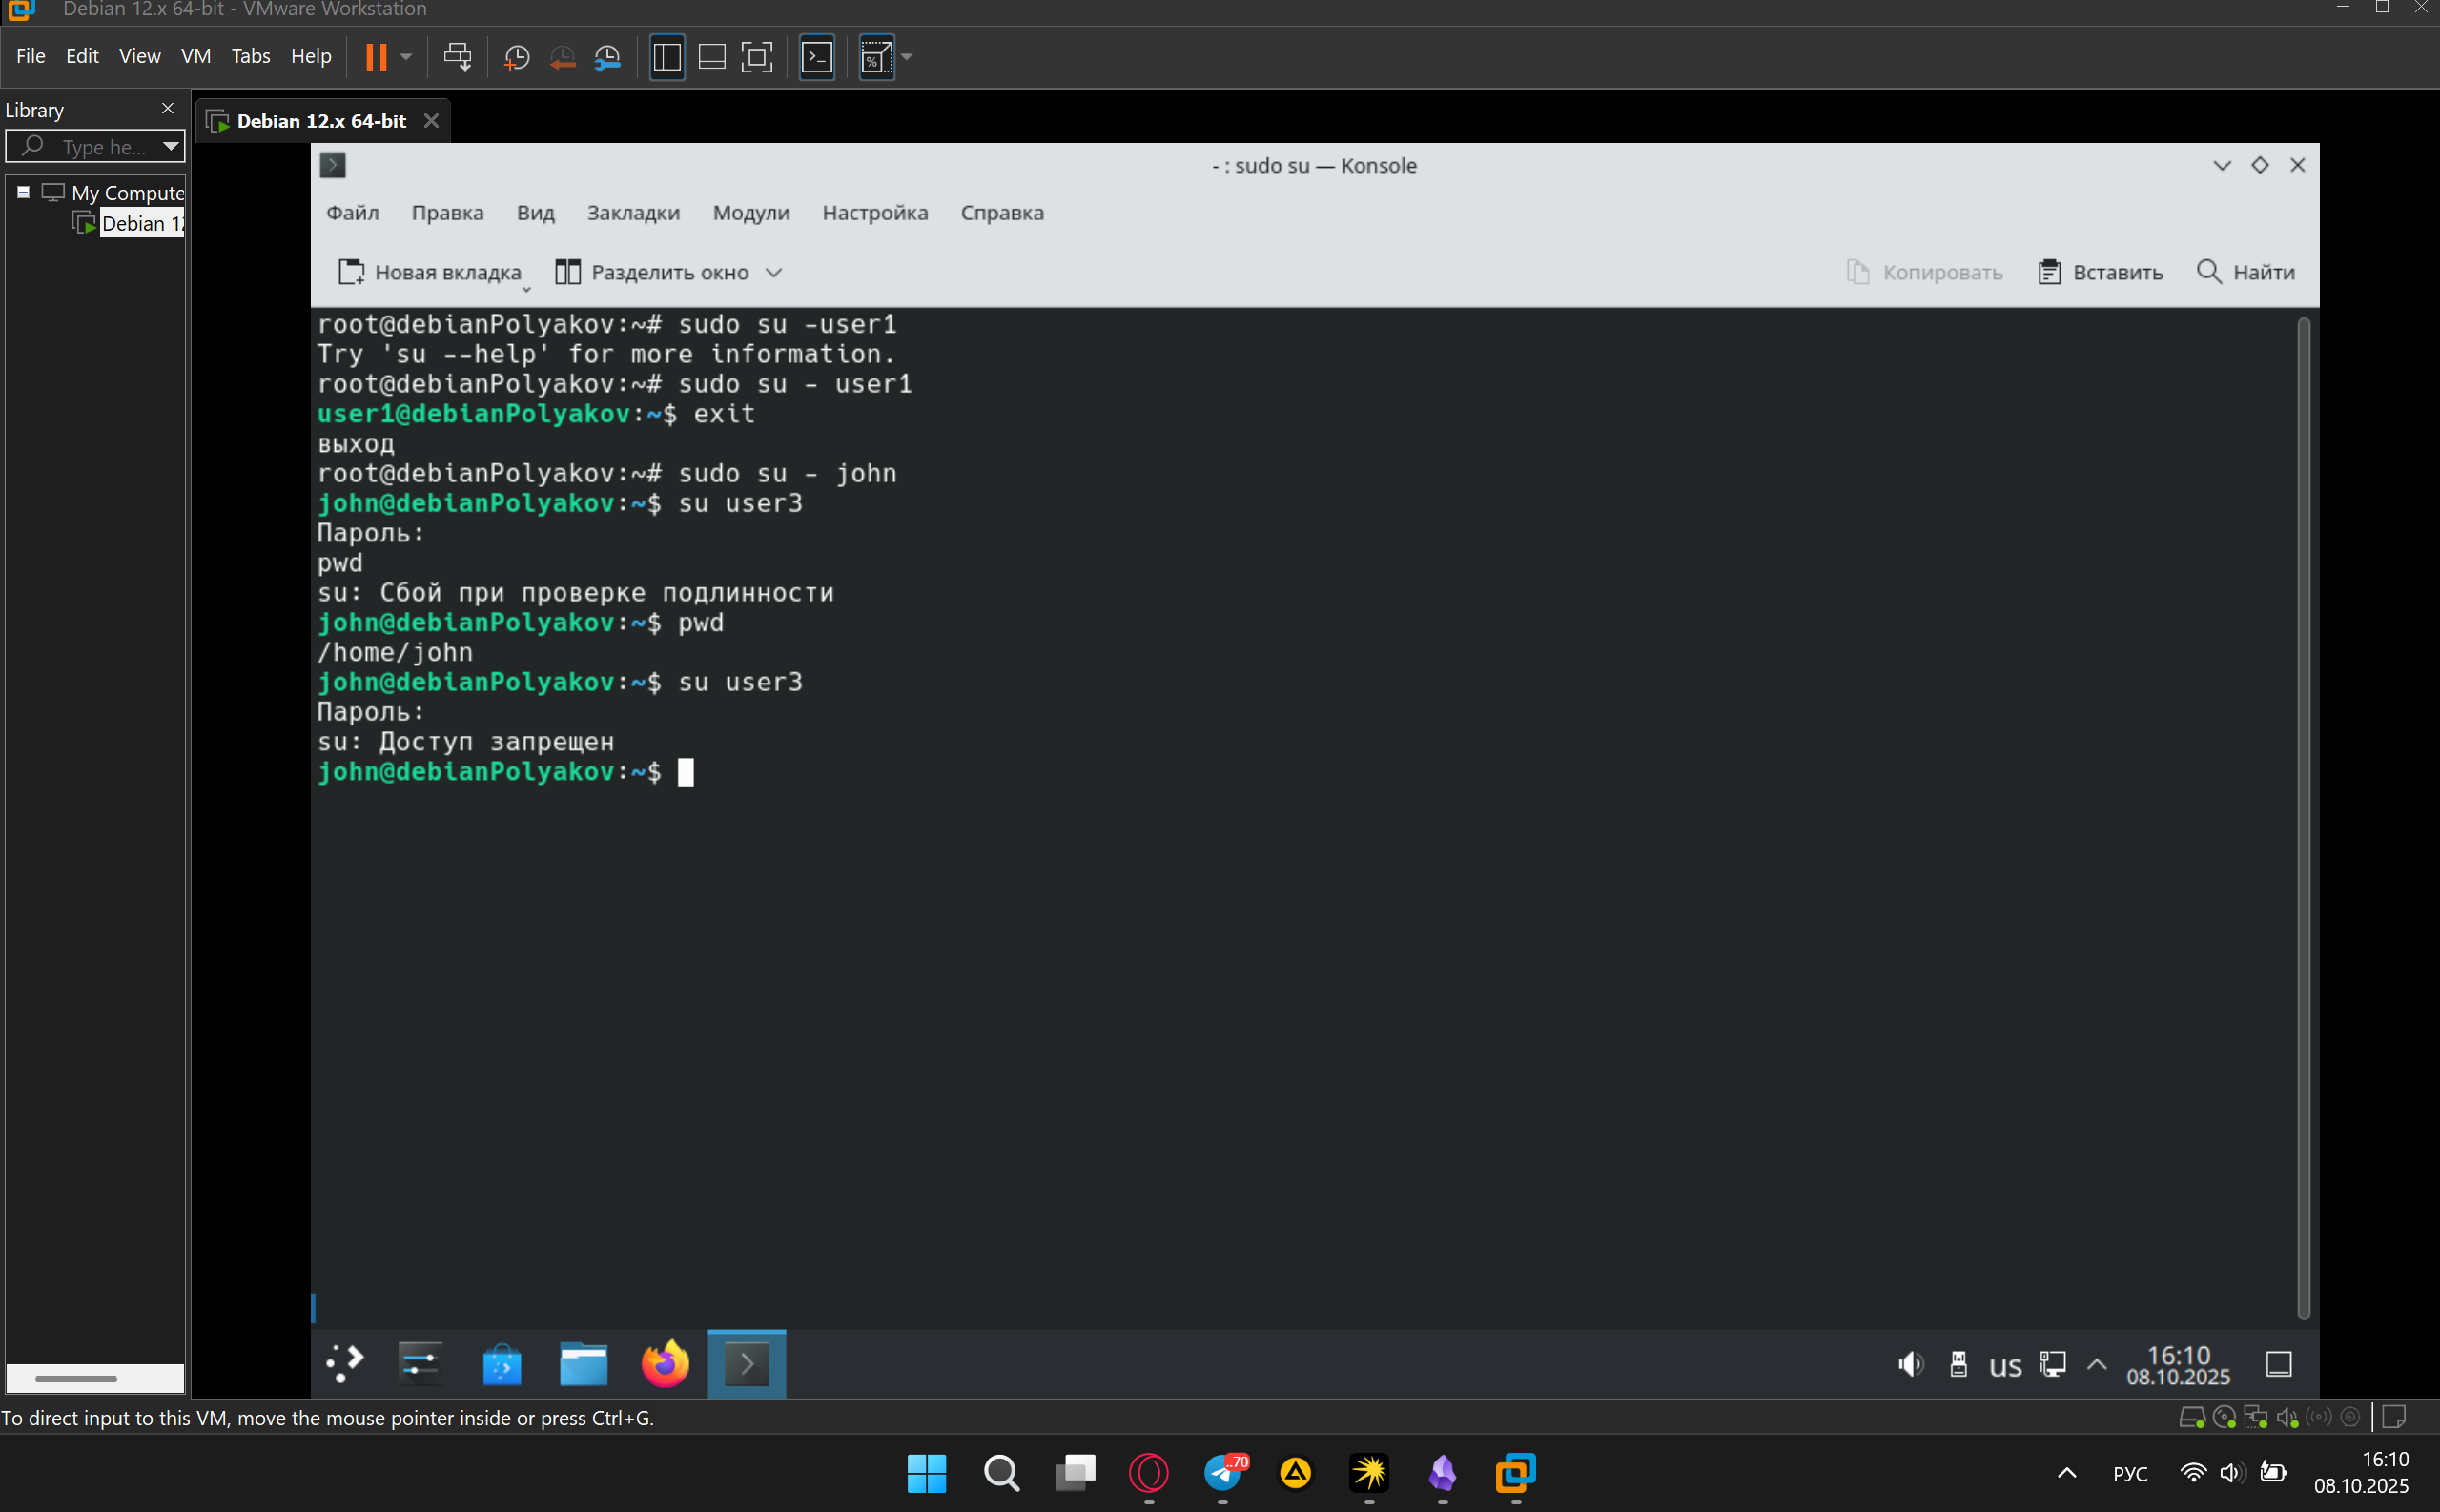 Debian 12.x 64-bit - VMware Workstation
File Edit View VM Tabs Help
Library
Type he...
My Compute
Debian 12
Debian 12.x 64-bit
- : sudo su — Konsole
Файл Правка Вид Закладки Модули Настройка Справка
Новая вкладка Разделить окно Копировать Вставить Найти
root@debianPolyakov:~# sudo su -user1
Try 'su --help' for more information.
root@debianPolyakov:~# sudo su - user1
user1@debianPolyakov:~$ exit
выход
root@debianPolyakov:~# sudo su - john
john@debianPolyakov:~$ su user3
Пароль:
pwd
su: Сбой при проверке подлинности
john@debianPolyakov:~$ pwd
/home/john
john@debianPolyakov:~$ su user3
Пароль:
su: Доступ запрещен
john@debianPolyakov:~$
us
16:10
08.10.2025
To direct input to this VM, move the mouse pointer inside or press Ctrl+G.
..70
РУС
16:10
08.10.2025